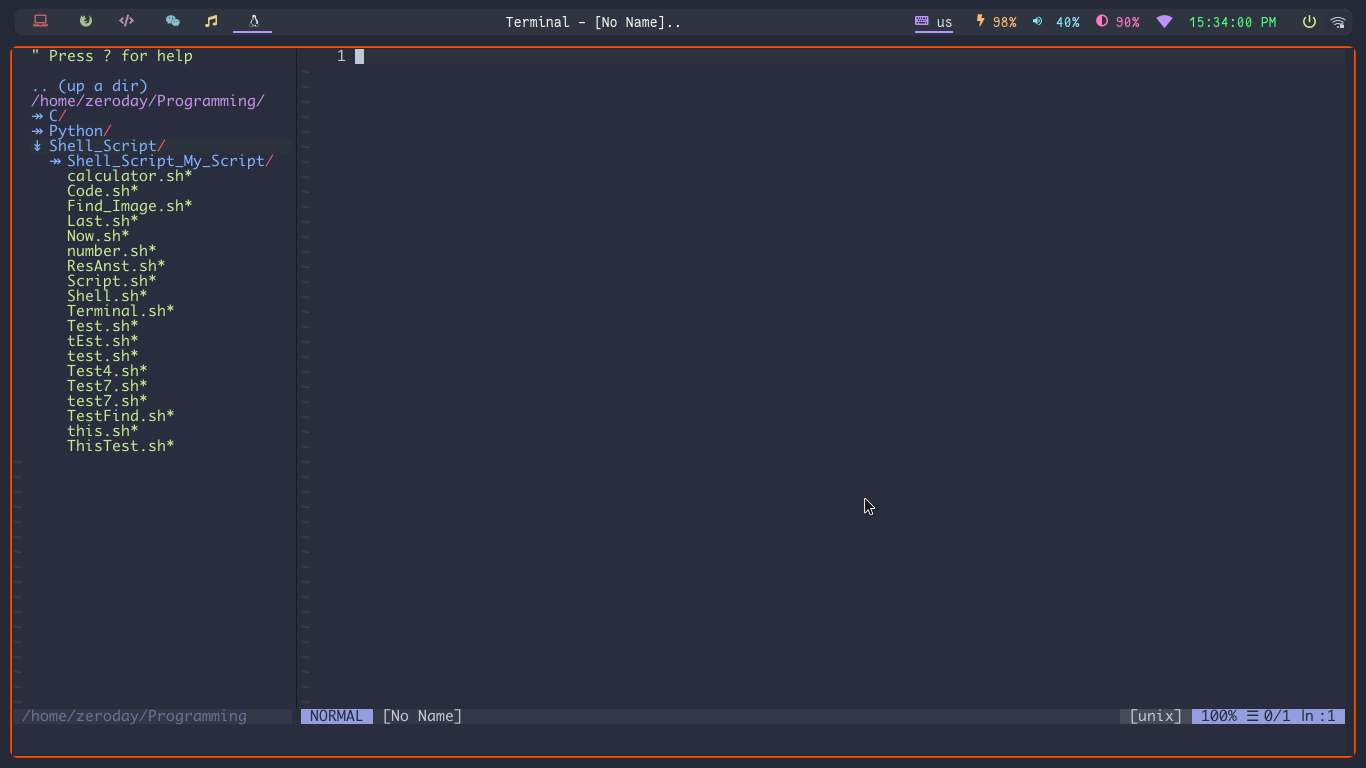 Terminal - [No Name]..
us 98% 40% 90% 15:34:00 PM
" Press ? for help
1
.. (up a dir)
/home/zeroday/Programming/
C/
Python/
Shell_Script/
Shell_Script_My_Script/
calculator.sh*
Code.sh*
Find_Image.sh*
Last.sh*
Now.sh*
number.sh*
ResAnst.sh*
Script.sh*
Shell.sh*
Terminal.sh*
Test.sh*
tEst.sh*
test.sh*
Test4.sh*
Test7.sh*
test7.sh*
TestFind.sh*
this.sh*
ThisTest.sh*
/home/zeroday/Programming
NORMAL [No Name]
[unix] 100% ☰ 0/1 ln :1